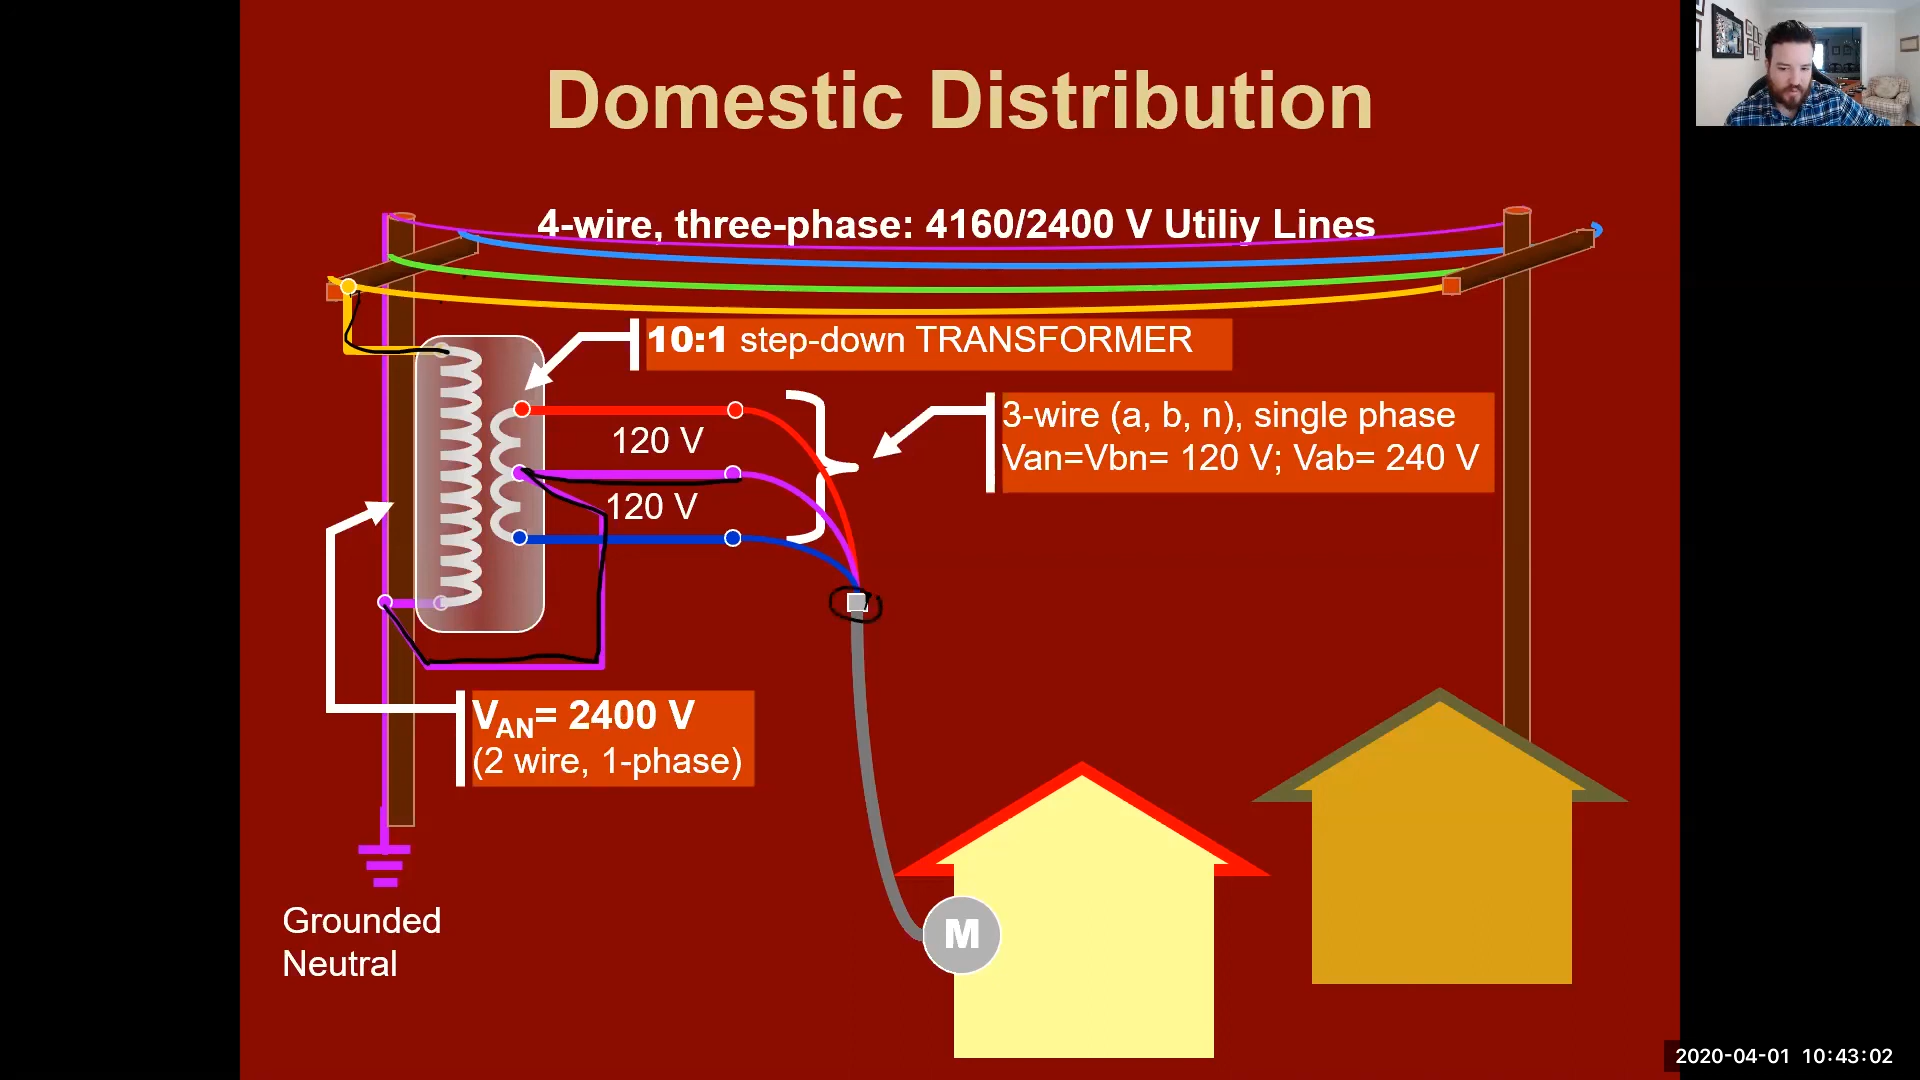 Domestic Distribution
4-wire, three-phase: 4160/2400 V Utiliy Lines
10:1 step-down TRANSFORMER
3-wire (a, b, n), single phase
Van=Vbn= 120 V; Vab= 240 V
120 V
120 V
VAN= 2400 V
(2 wire, 1-phase)
Grounded
Neutral
M
2020-04-01 10:43:02